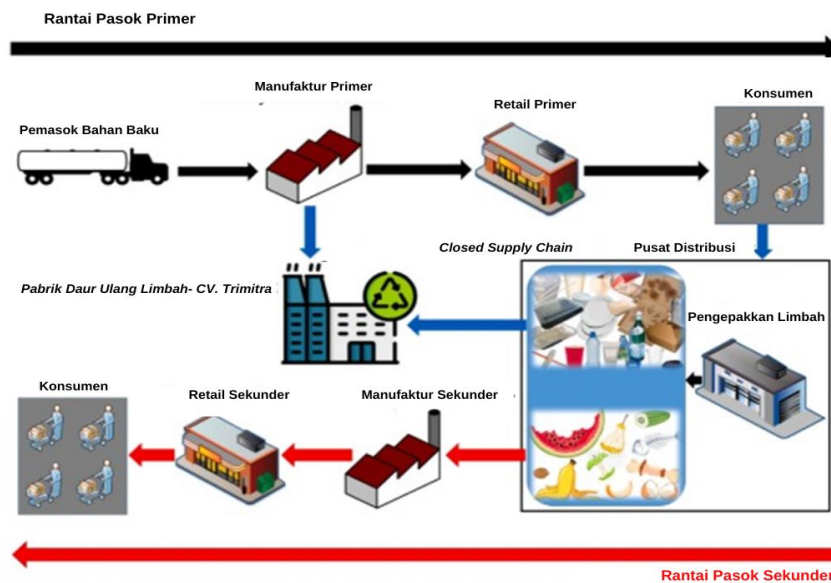 Rantai Pasok Primer
Manufaktur Primer
Konsumen
Retail Primer
Pemasok Bahan Baku
Closed Supply Chain
Pusat Distribusi
Pabrik Daur Ulang Limbah- CV. Trimitra
Pengepakkan Limbah
Konsumen
Retail Sekunder
Manufaktur Sekunder
Rantai Pasok Sekunder